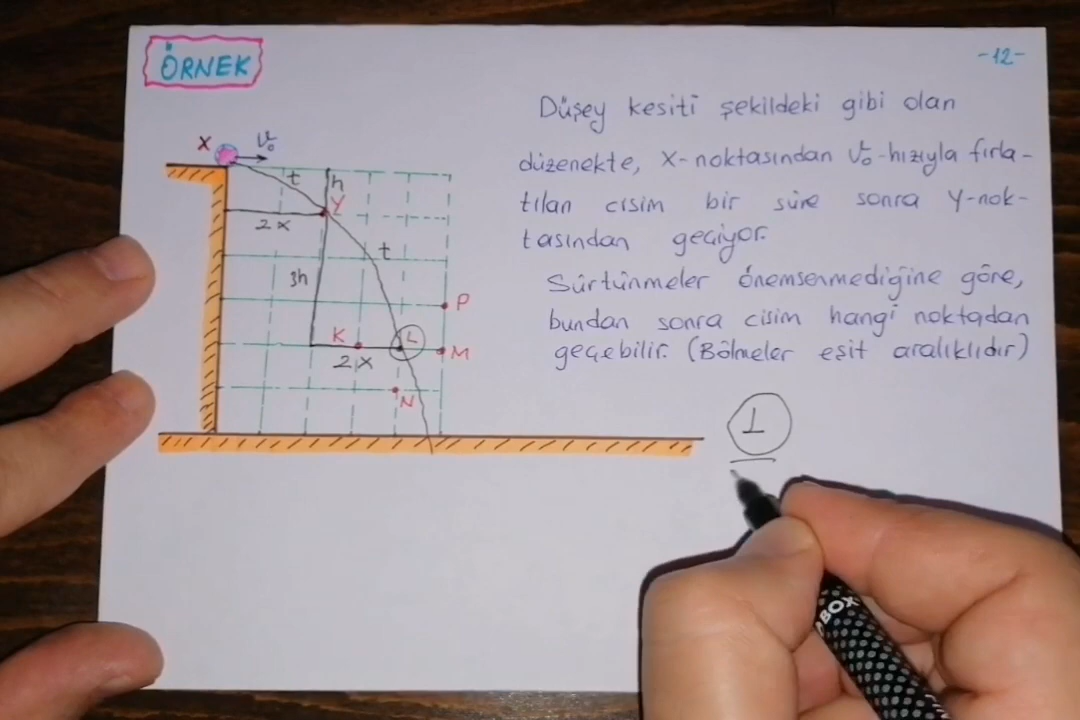 ÖRNEK
-12-
Düşey kesiti şekildeki gibi olan
düzenekte, X-noktasından V₀-hızıyla fırla-
tılan cisim bir süre sonra Y-nok-
tasından geçiyor.
Sürtünmeler önemsenmediğine göre,
bundan sonra cisim hangi noktadan
geçebilir. (Bölmeler eşit aralıklıdır)
X
V₀
t
h
Y
2x
t
3h
P
K
L
M
2x
N
L
BOX